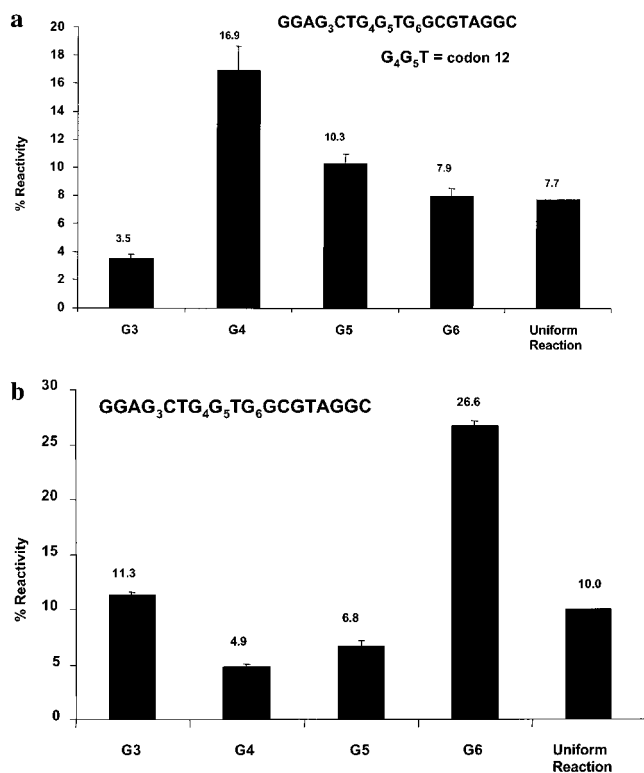 a
GGAG₃CTG₄G₅TG₆GCGTAGGC
G₄G₅T = codon 12
% Reactivity
20
18
16
14
12
10
8
6
4
2
0
3.5
16.9
10.3
7.9
7.7
G3 G4 G5 G6 Uniform
Reaction
b
GGAG₃CTG₄G₅TG₆GCGTAGGC
% Reactivity
30
25
20
15
10
5
0
11.3
4.9
6.8
26.6
10.0
G3 G4 G5 G6 Uniform
Reaction